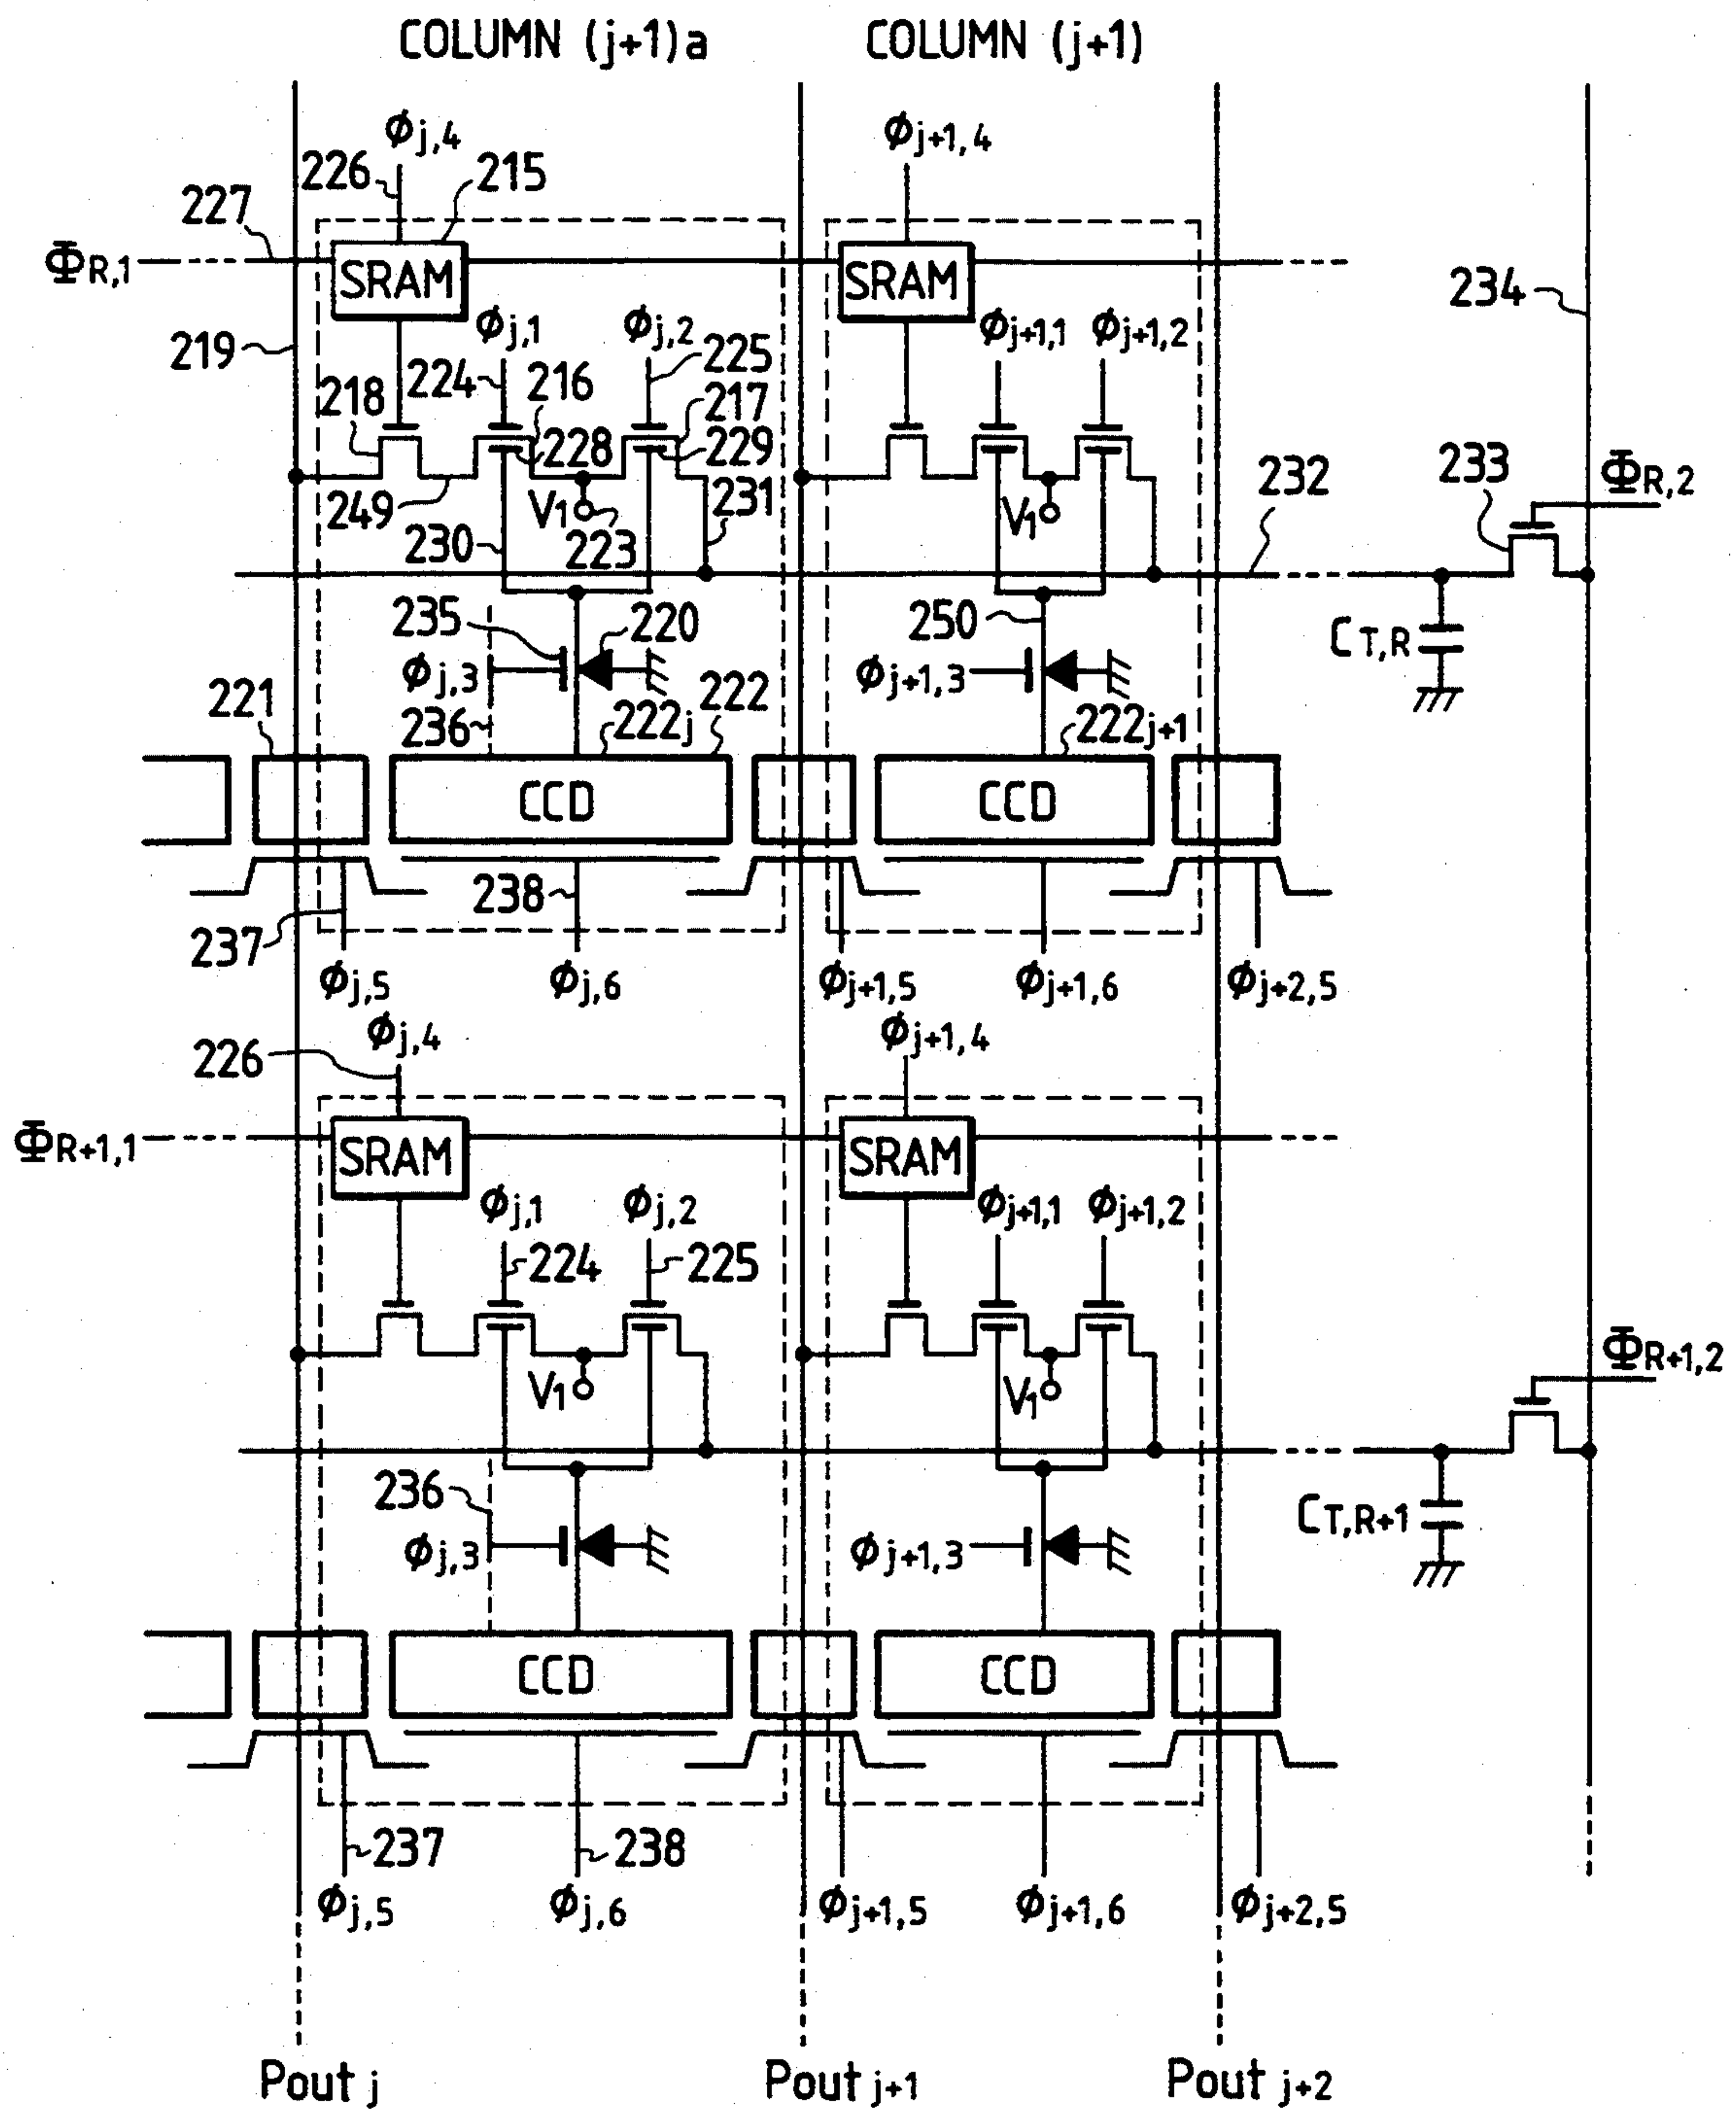 COLUMN (j+1)a COLUMN (j+1)
ϕj,4 ϕj+1,4
226 215
227
ΦR,1 SRAM SRAM
234
219 ϕj,1 ϕj,2 ϕj+1,1 ϕj+1,2
225
218 224 216 217
228 229 232 233 ΦR,2
249 V1 231 V1
230 223
235 220 250 CT,R
ϕj,3 ϕj+1,3
221 236 222j 222 222j+1
CCD CCD
238
237
ϕj,5 ϕj,6 ϕj+1,5 ϕj+1,6 ϕj+2,5
ϕj,4 ϕj+1,4
226
ΦR+1,1 SRAM SRAM
ϕj,1 ϕj,2 ϕj+1,1 ϕj+1,2
224 225
ΦR+1,2
V1 V1
236 CT,R+1
ϕj,3 ϕj+1,3
CCD CCD
237 238
ϕj,5 ϕj,6 ϕj+1,5 ϕj+1,6 ϕj+2,5
Pout j Pout j+1 Pout j+2